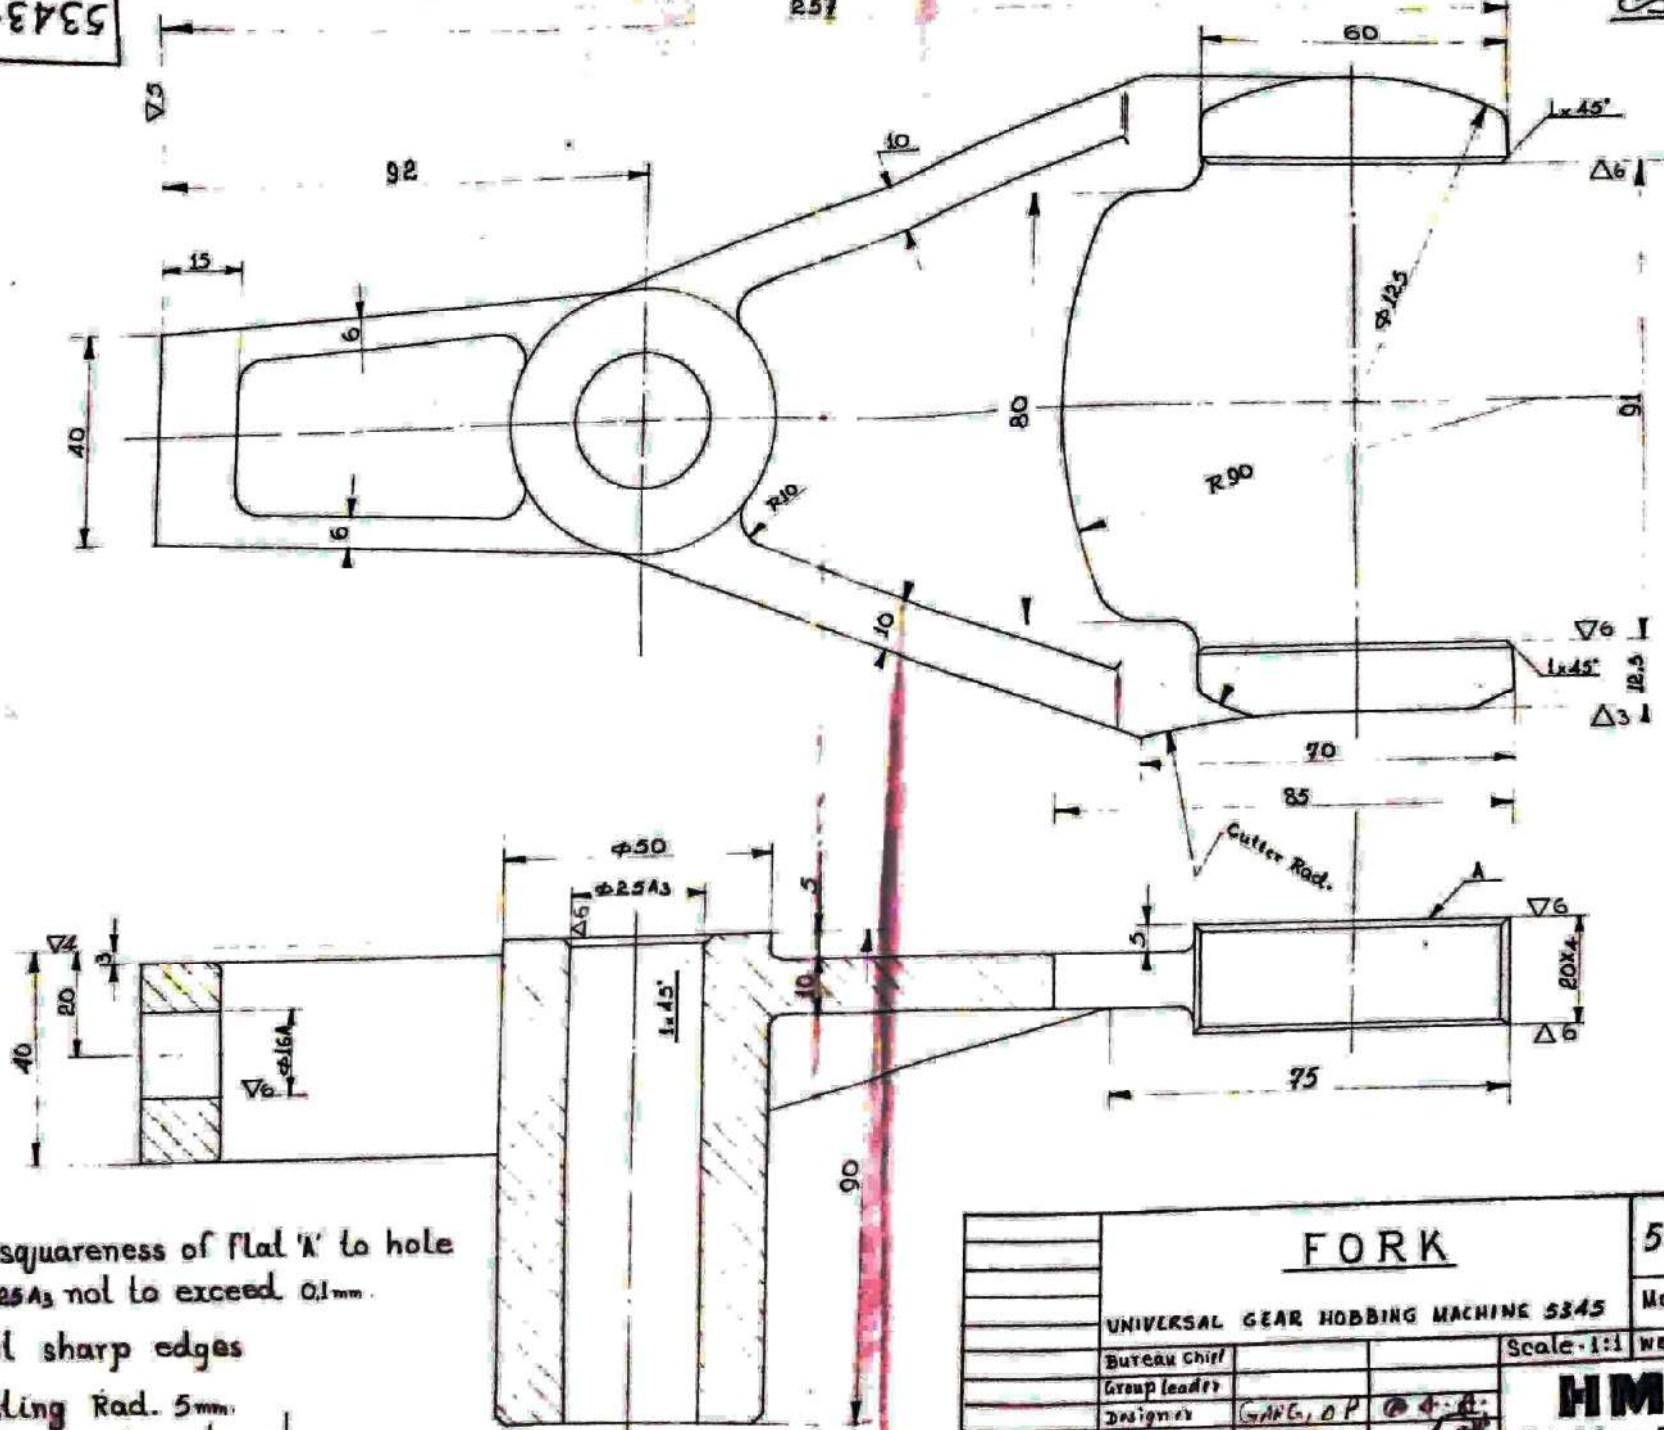 5343
257
60
▽5
1x45°
10
△6
92
15
6
Φ125
40
80
91
R90
R10
6
10
▽6
1x45°
12,5
△3
70
85
Cutter Rad.
Φ50
Φ25A3
△6
5
A
▽6
▽4
3
20
10
5
20x4
40
1x45°
Φ16A
▽6
△6
75
90
squareness of flat 'A' to hole
25A3 not to exceed 0.1mm.
sharp edges
Rad. 5mm.
FORK
5
UNIVERSAL GEAR HOBBING MACHINE 5345
Scale·1:1
Bureau Chief
Group leader
Designer
HM